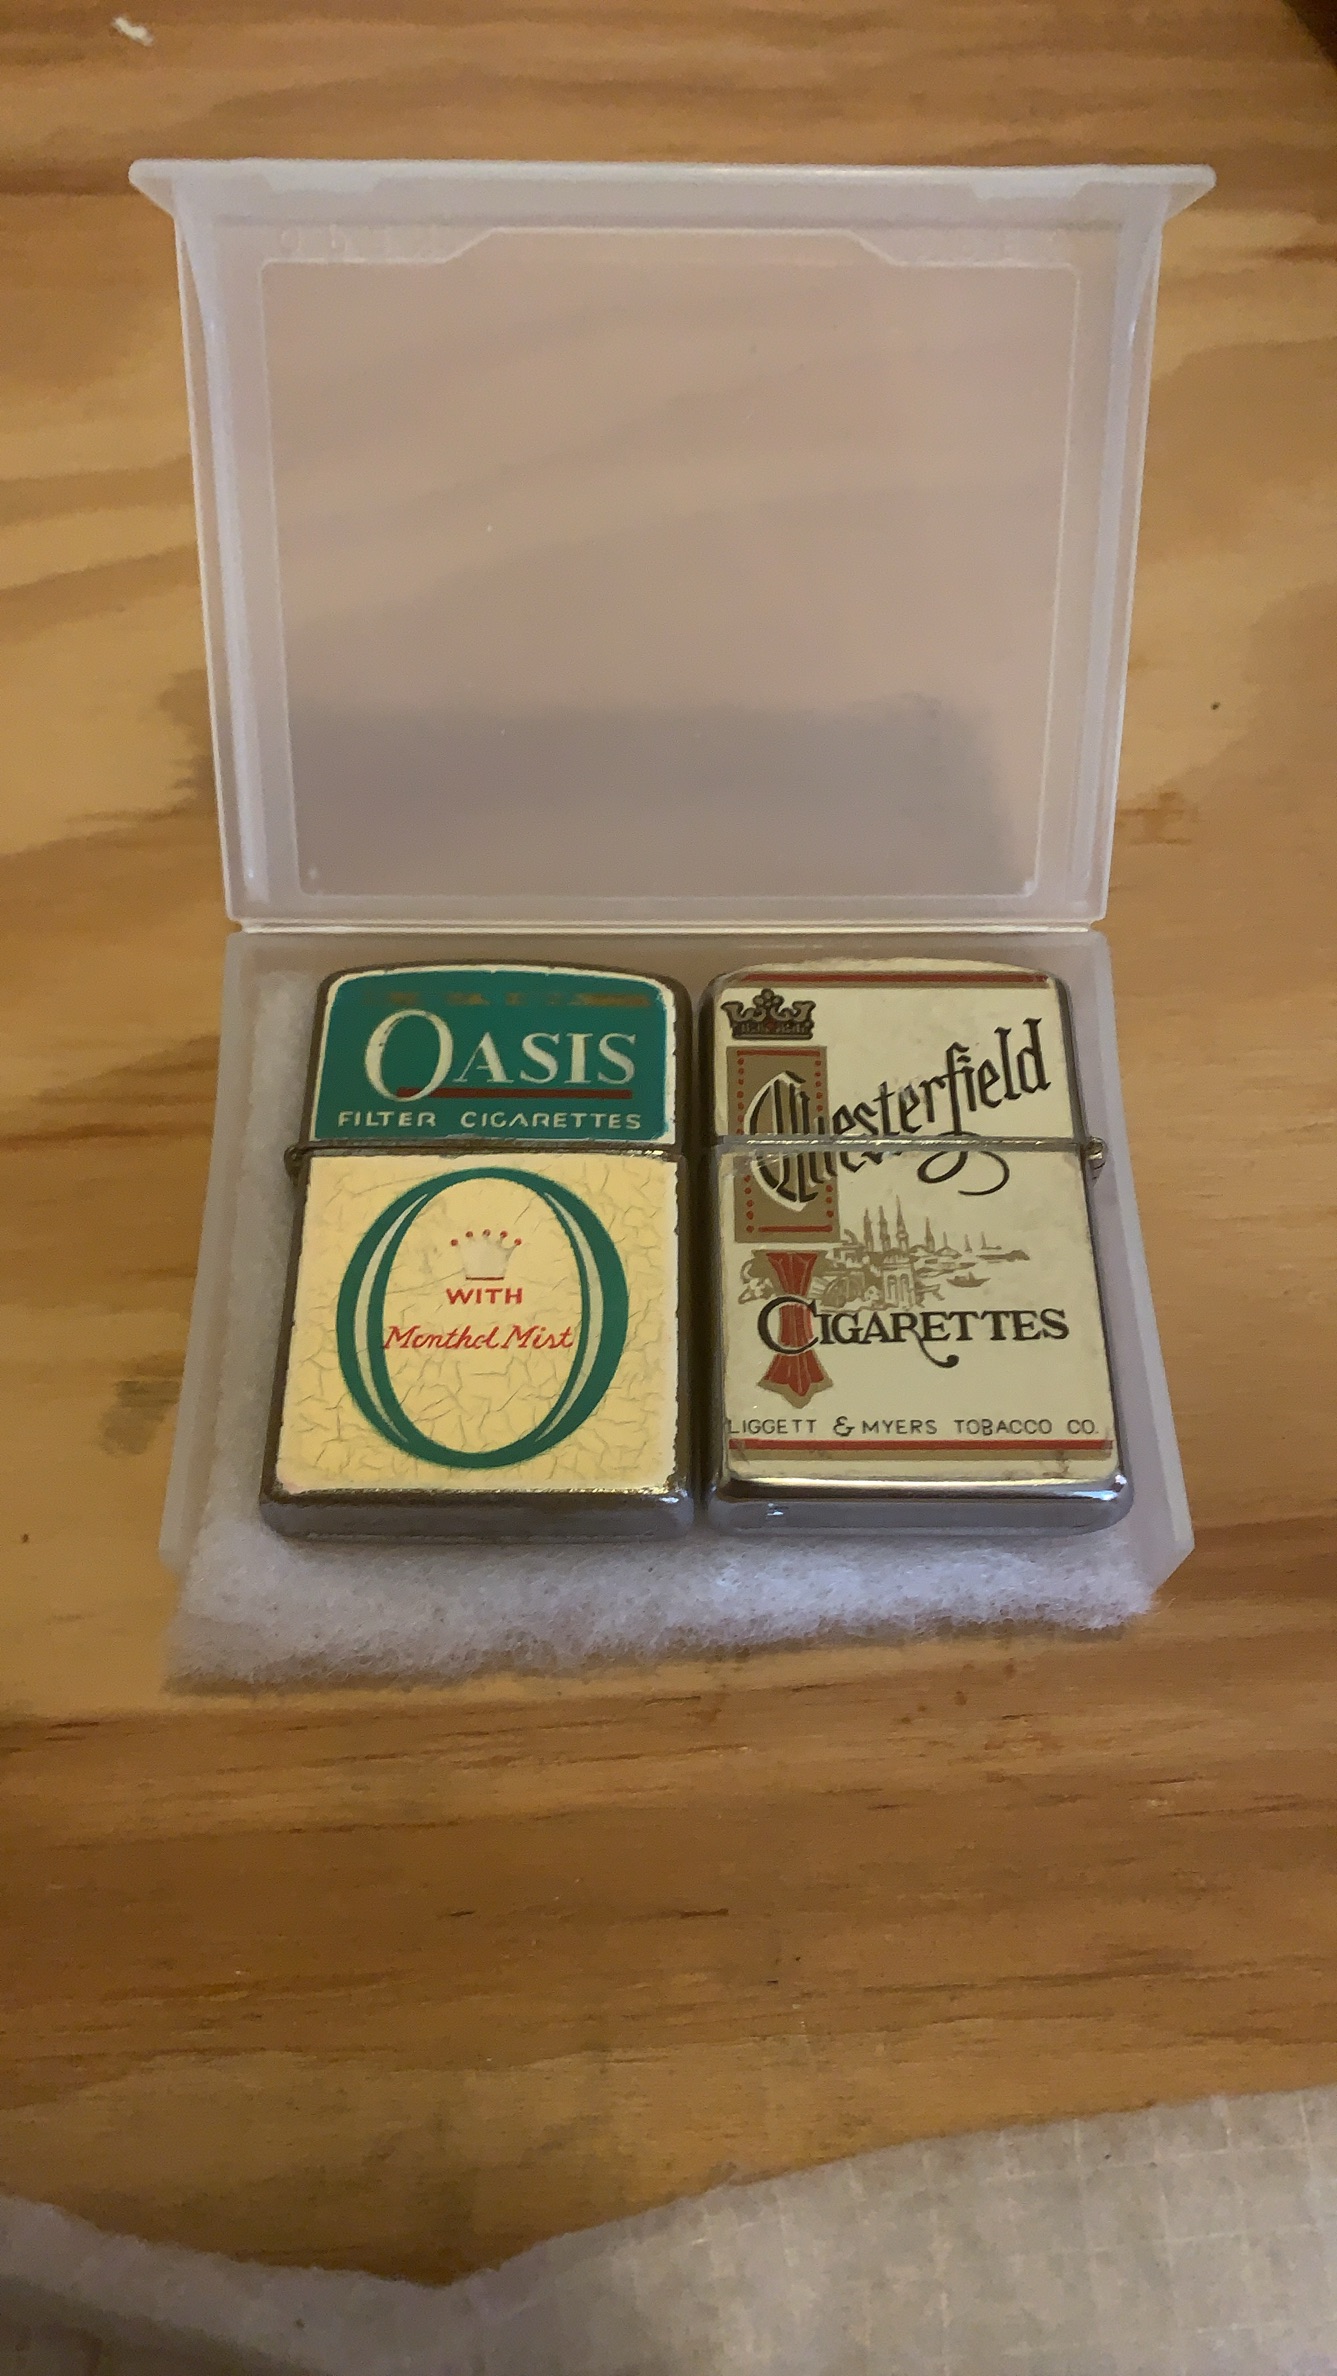 OASIS
FILTER CIGARETTES
WITH
Menthol Mist
Chesterfield
CIGARETTES
LIGGETT & MYERS TOBACCO CO.